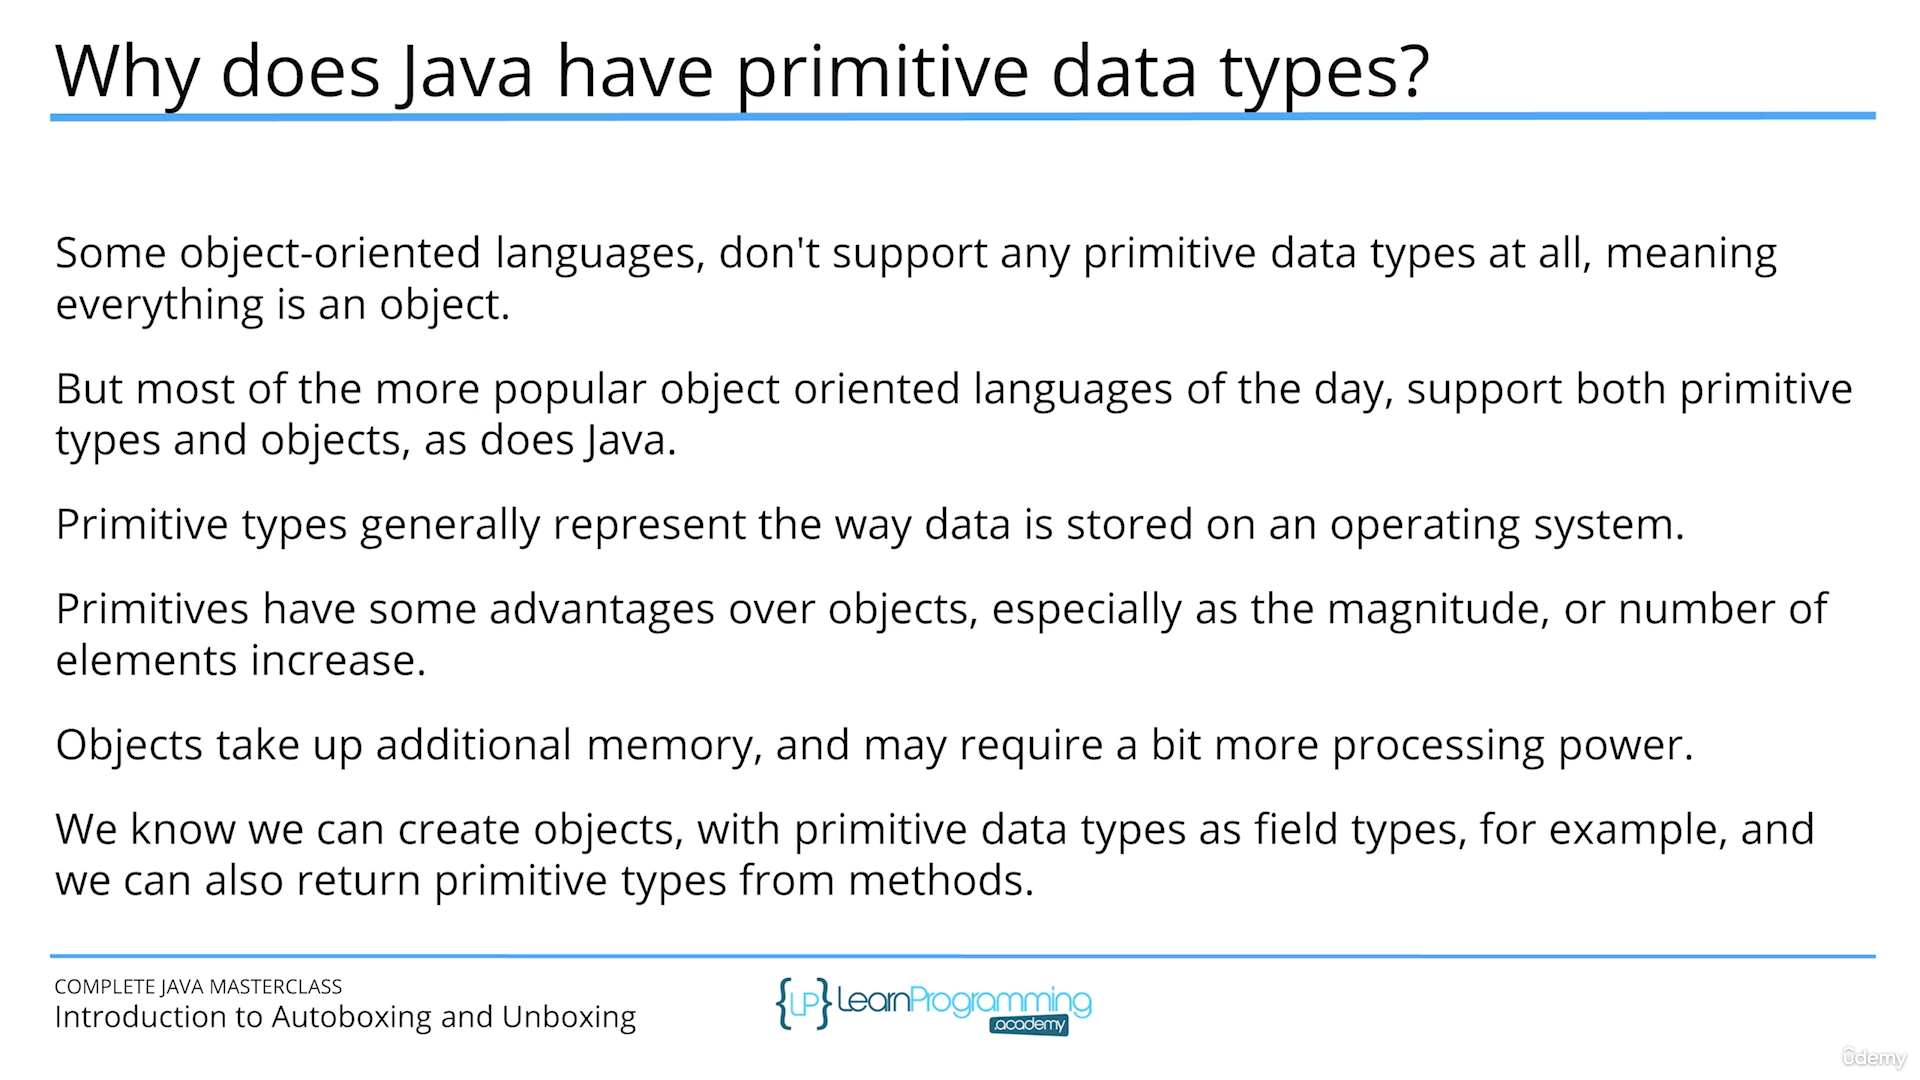 Why does Java have primitive data types?
Some object-oriented languages, don't support any primitive data types at all, meaning
everything is an object.
But most of the more popular object oriented languages of the day, support both primitive
types and objects, as does Java.
Primitive types generally represent the way data is stored on an operating system.
Primitives have some advantages over objects, especially as the magnitude, or number of
elements increase.
Objects take up additional memory, and may require a bit more processing power.
We know we can create objects, with primitive data types as field types, for example, and
we can also return primitive types from methods.
COMPLETE JAVA MASTERCLASS
Introduction to Autoboxing and Unboxing
{LP} LearnProgramming
.academy
ûdemy